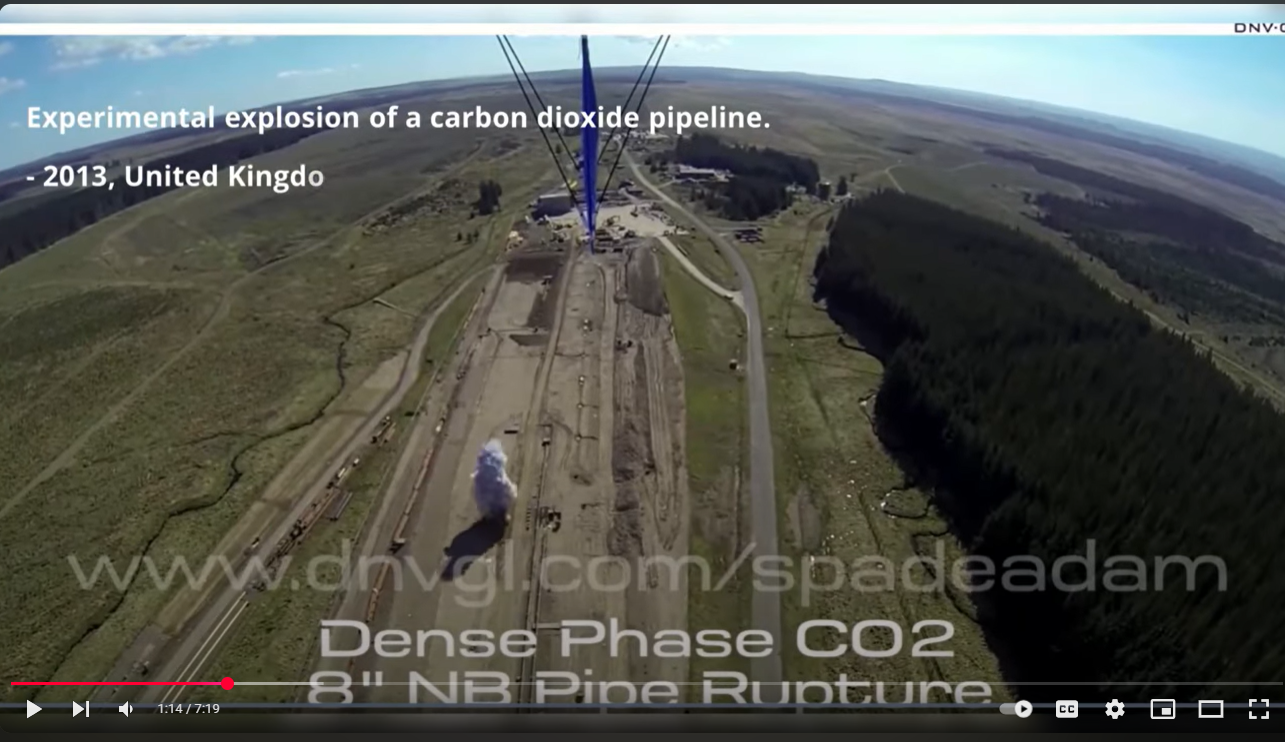 DNV·G
Experimental explosion of a carbon dioxide pipeline.
- 2013, United Kingdo
www.dnvgl.com/spadeadam
Dense Phase CO2
8" NB Pipe Rupture
1:14 / 7:19
CC